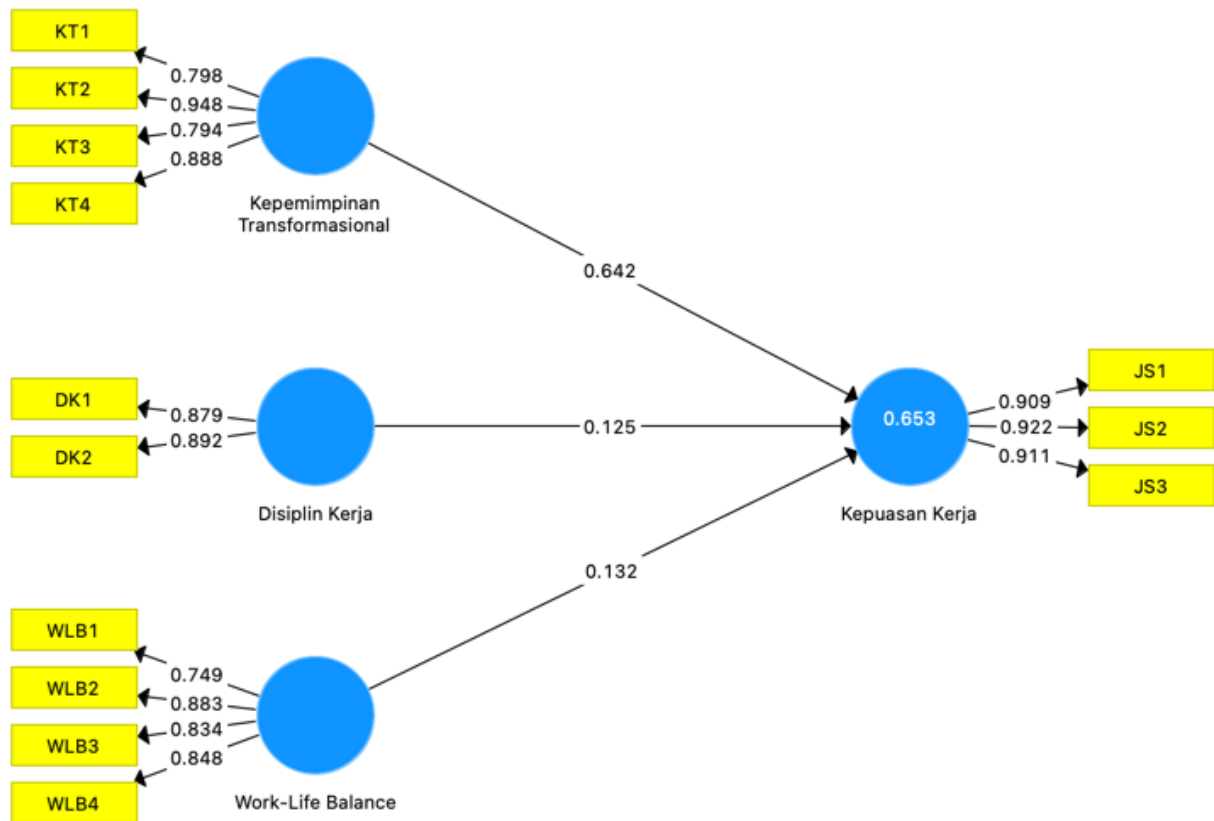 KT1
KT2
KT3
KT4
0.798
0.948
0.794
0.888
Kepemimpinan
Transformasional
0.642
DK1
DK2
0.879
0.892
Disiplin Kerja
0.125
WLB1
WLB2
WLB3
WLB4
0.749
0.883
0.834
0.848
Work-Life Balance
0.132
0.653
Kepuasan Kerja
0.909
0.922
0.911
JS1
JS2
JS3